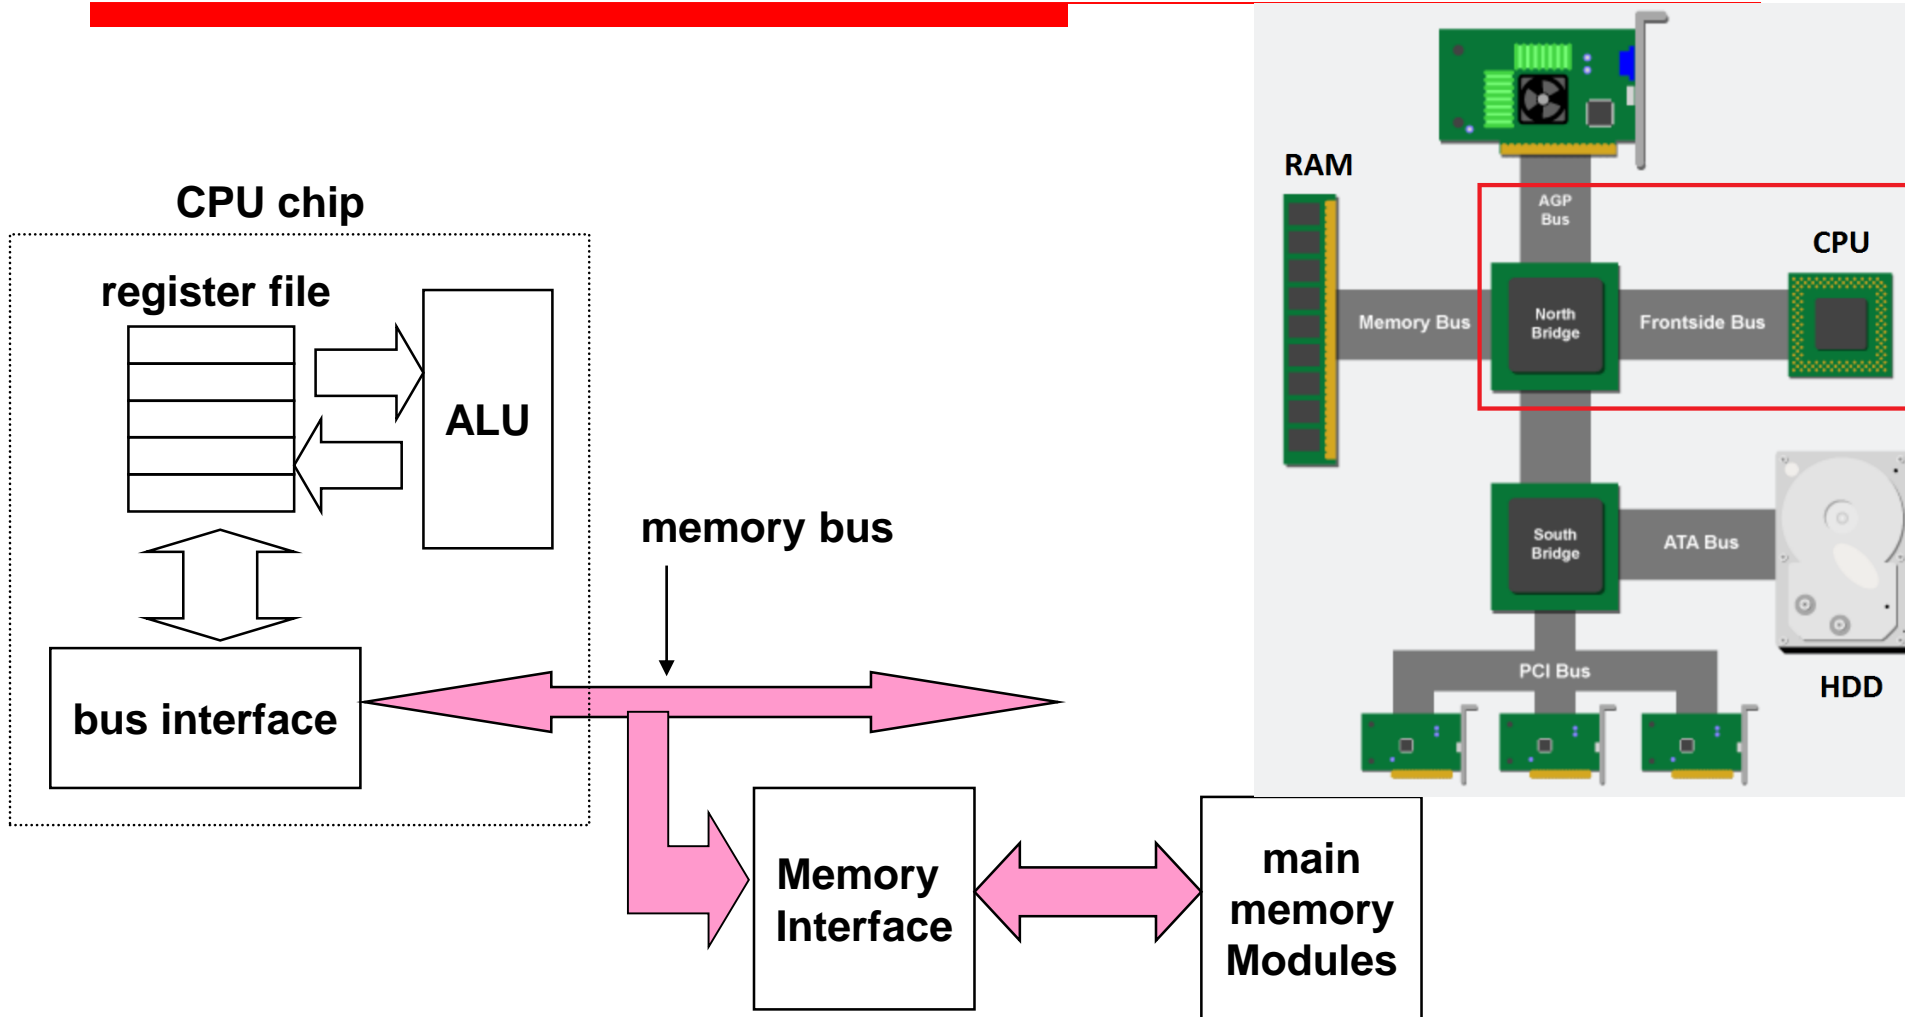 CPU chip
register file
ALU
bus interface
memory bus
Memory
Interface
main
memory
Modules
RAM
AGP
Bus
CPU
Memory Bus
North
Bridge
Frontside Bus
South
Bridge
ATA Bus
PCI Bus
HDD